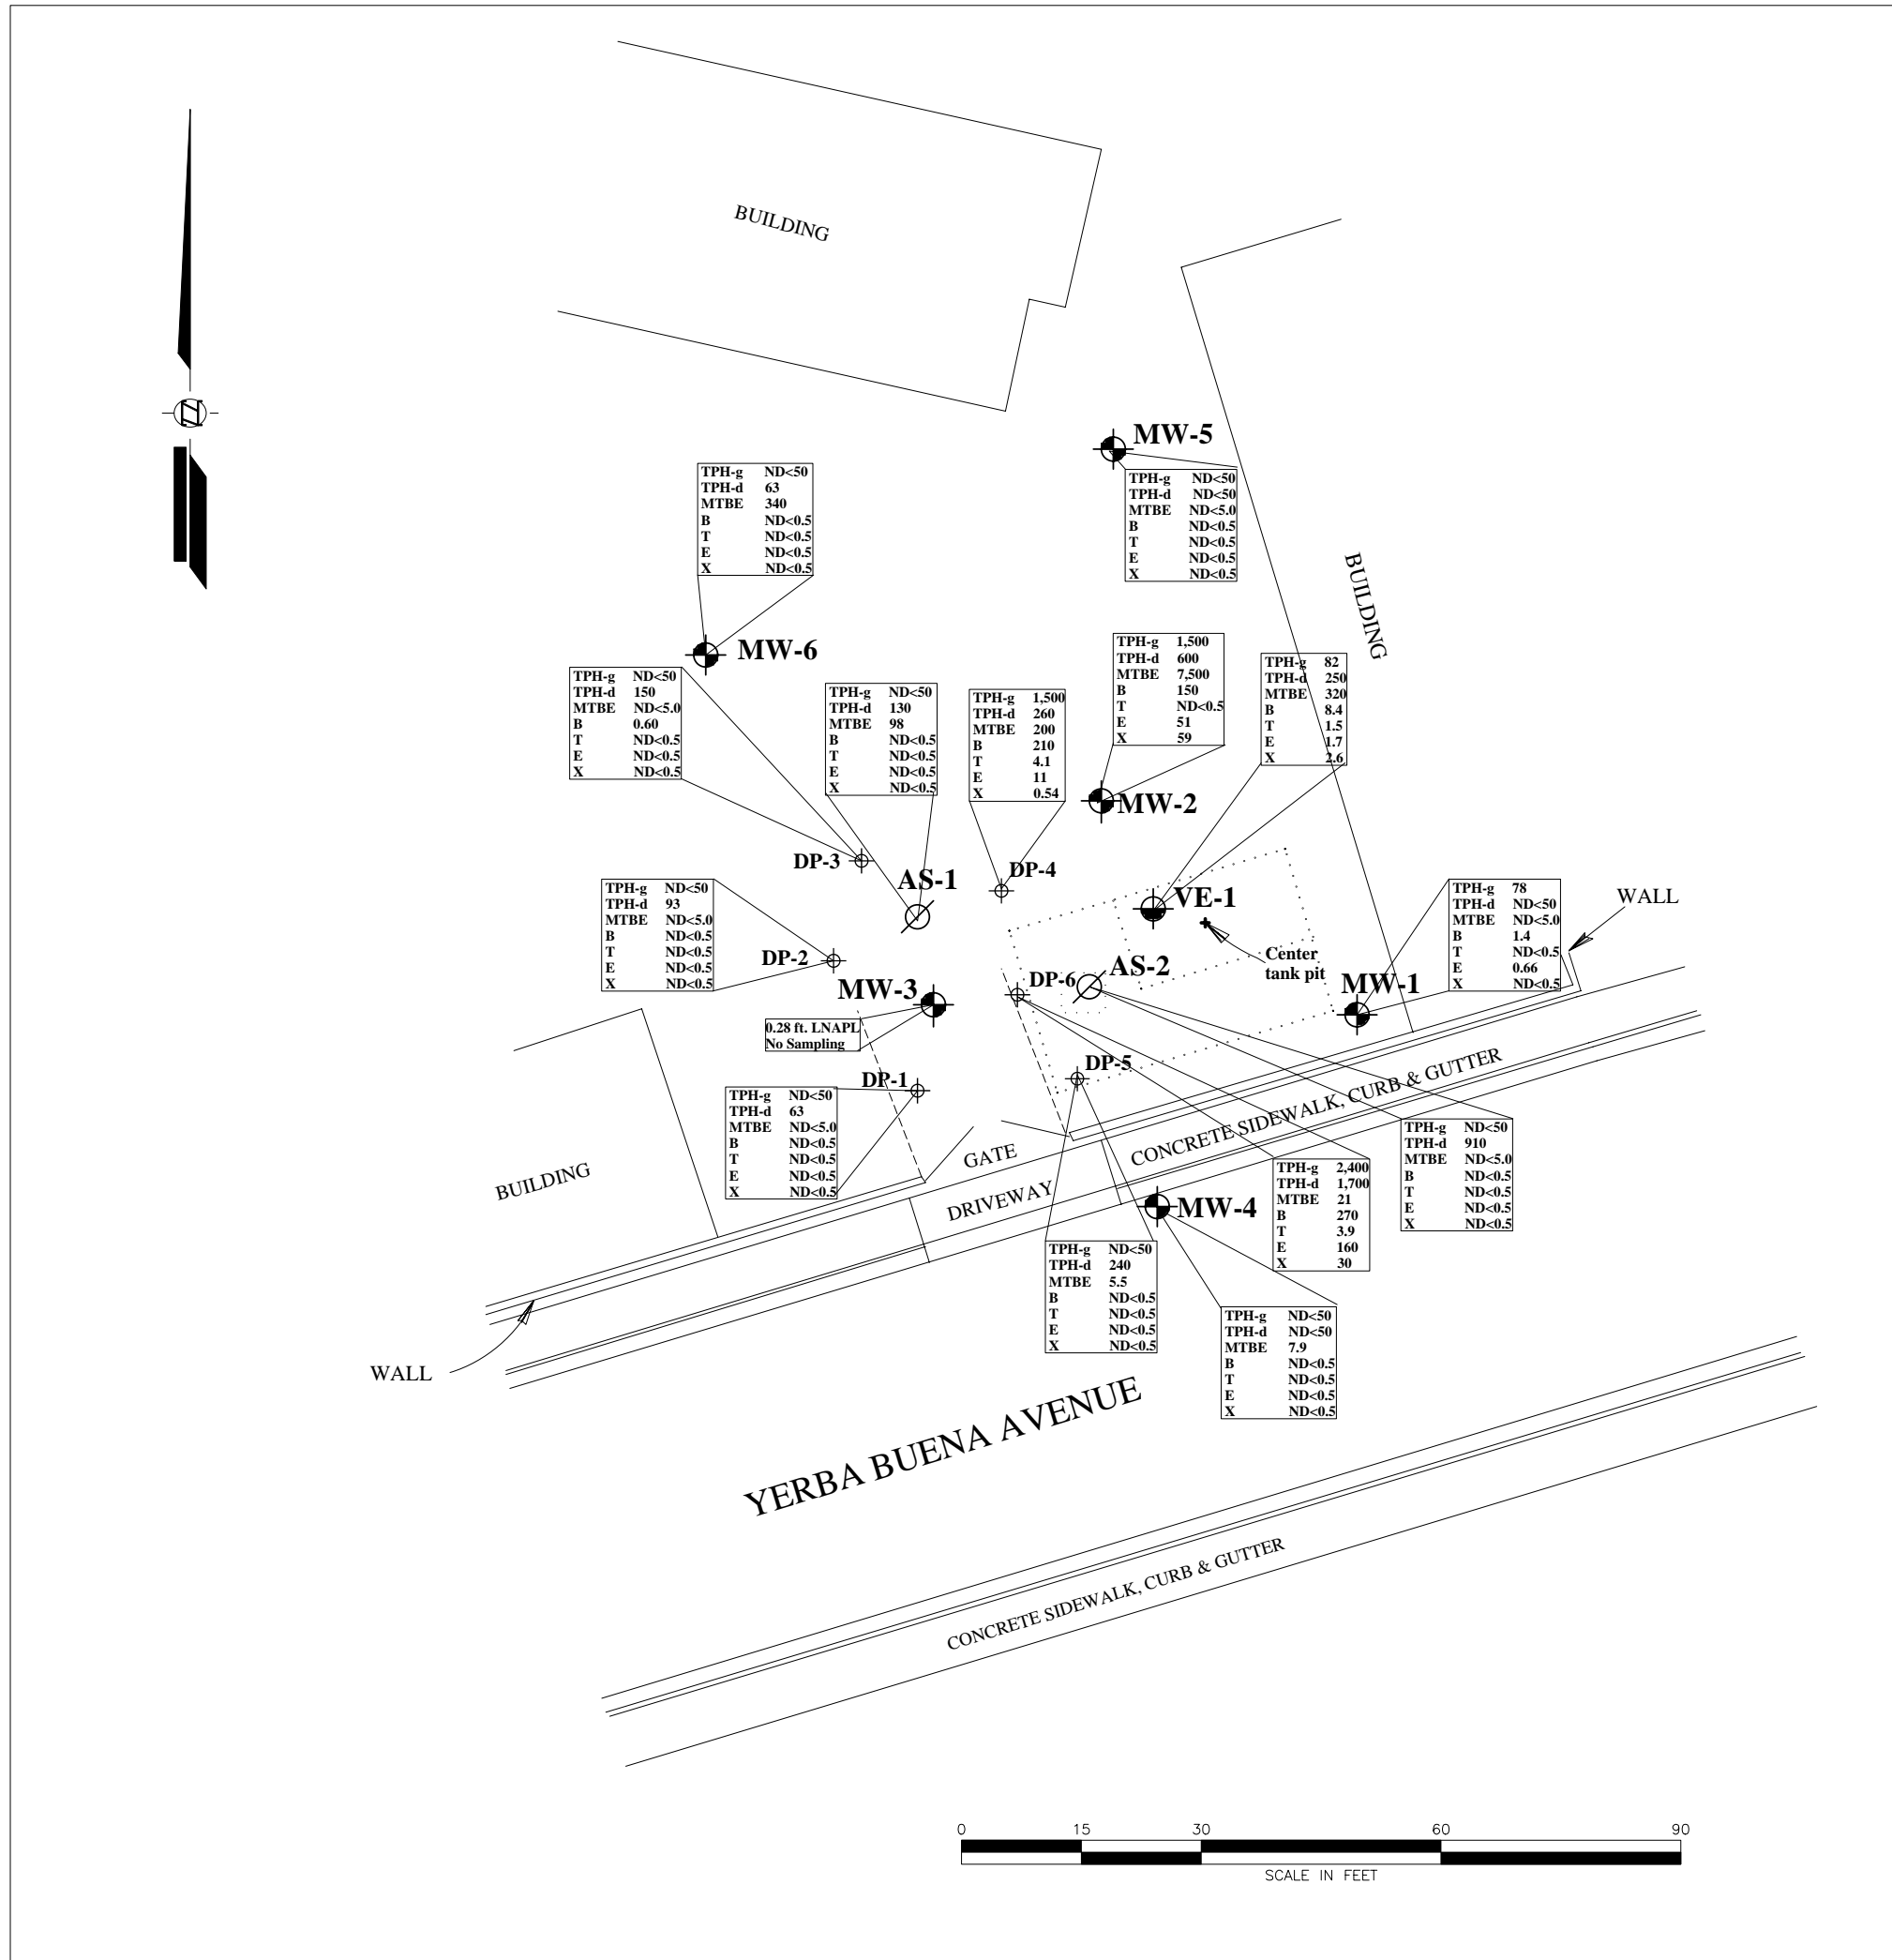 BUILDING
MW-5
TPH-g ND<50
TPH-d ND<50
MTBE ND<5.0
B ND<0.5
T ND<0.5
E ND<0.5
X ND<0.5
TPH-g ND<50
TPH-d 63
MTBE 340
B ND<0.5
T ND<0.5
E ND<0.5
X ND<0.5
MW-6
BUILDING
TPH-g 1,500
TPH-d 600
MTBE 7,500
B 150
T ND<0.5
E 51
X 59
MW-2
TPH-g 82
TPH-d 250
MTBE 320
B 8.4
T 1.5
E 1.7
X 2.6
VE-1
TPH-g ND<50
TPH-d 150
MTBE ND<5.0
B 0.60
T ND<0.5
E ND<0.5
X ND<0.5
DP-3
TPH-g ND<50
TPH-d 130
MTBE 98
B ND<0.5
T ND<0.5
E ND<0.5
X ND<0.5
AS-1
TPH-g 1,500
TPH-d 260
MTBE 200
B 210
T 4.1
E 11
X 0.54
DP-4
TPH-g ND<50
TPH-d 93
MTBE ND<5.0
B ND<0.5
T ND<0.5
E ND<0.5
X ND<0.5
DP-2
TPH-g 78
TPH-d ND<50
MTBE ND<5.0
B 1.4
T ND<0.5
E 0.66
X ND<0.5
WALL
Center
tank pit
AS-2
DP-6
MW-3
MW-1
0.28 ft. LNAPL
No Sampling
DP-5
DP-1
TPH-g ND<50
TPH-d 63
MTBE ND<5.0
B ND<0.5
T ND<0.5
E ND<0.5
X ND<0.5
CONCRETE SIDEWALK, CURB & GUTTER
GATE
BUILDING
DRIVEWAY
MW-4
TPH-g ND<50
TPH-d 910
MTBE ND<5.0
B ND<0.5
T ND<0.5
E ND<0.5
X ND<0.5
TPH-g 2,400
TPH-d 1,700
MTBE 21
B 270
T 3.9
E 160
X 30
TPH-g ND<50
TPH-d 240
MTBE 5.5
B ND<0.5
T ND<0.5
E ND<0.5
X ND<0.5
TPH-g ND<50
TPH-d ND<50
MTBE 7.9
B ND<0.5
T ND<0.5
E ND<0.5
X ND<0.5
WALL
YERBA BUENA AVENUE
CONCRETE SIDEWALK, CURB & GUTTER
0 15 30 60 90
SCALE IN FEET